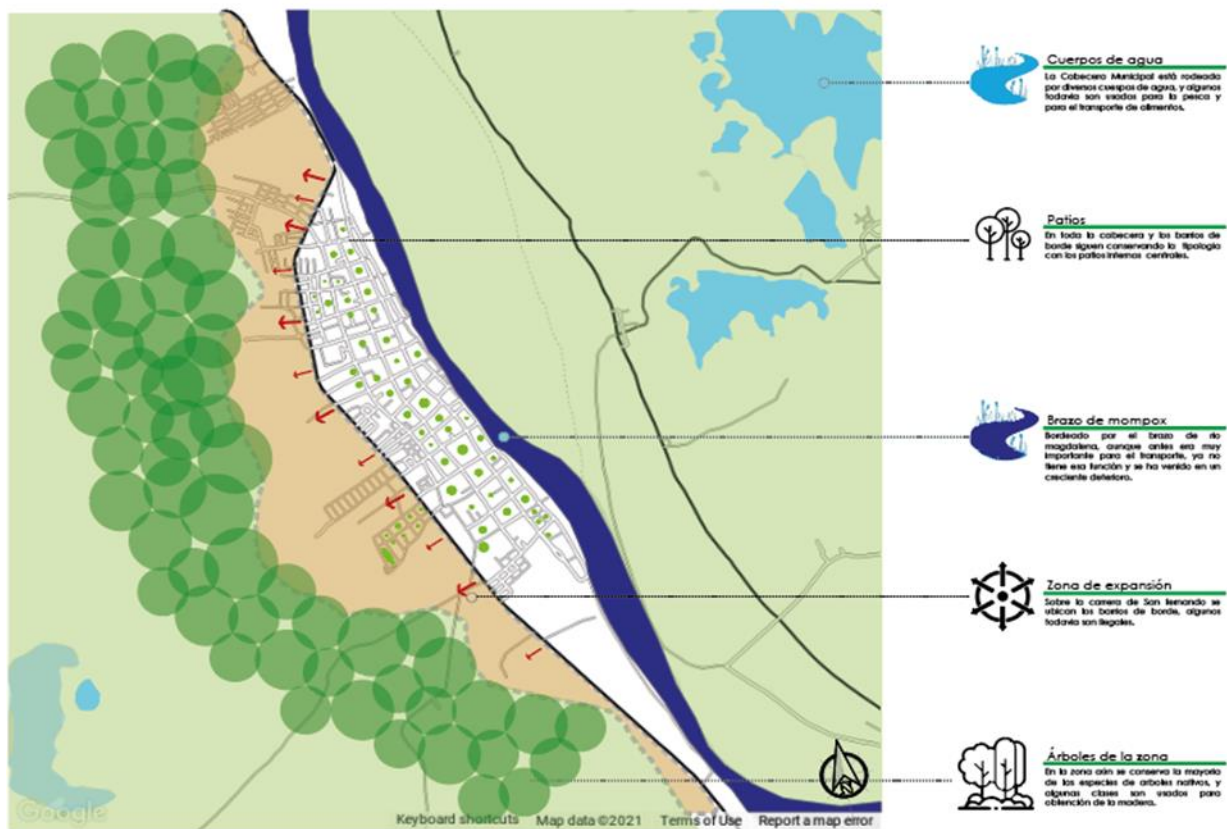 Cuerpos de agua
La Cabecera Municipal está rodeada
por diversos cuerpos de agua, y algunos
todavia son usados para la pesca y
para el transporte de alimentos.
Patios
En toda la cabecera y los barrios de
borde siguen conservando la tipologia
con los patios internos centrales.
Brazo de mompox
Bordeado por el brazo de rio
magdalena, aunque antes era muy
importante para el transporte, ya no
tiene esa función y se ha venido en un
creciente deterioro.
Zona de expansión
Sobre la carrera de San fernando se
ubican los barrios de borde, algunos
todavia son ilegales.
Árboles de la zona
En la zona aún se conserva la mayoria
de las especies de arboles nativos, y
algunas clases son usados para
obtención de la madera.
Google
Keyboard shortcuts Map data ©2021 Terms of Use Report a map error